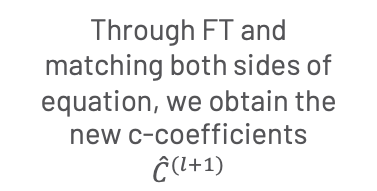 Through FT and
matching both sides of
equation, we obtain the
new c-coefficients
Ĉ⁽ˡ⁺¹⁾